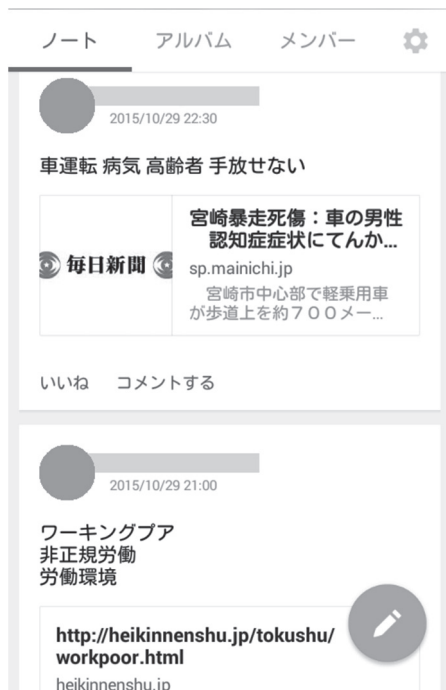 ノート アルバム メンバー
2015/10/29 22:30
車運転 病気 高齢者 手放せない
毎日新聞
宮崎暴走死傷：車の男性
認知症症状にてんか...
sp.mainichi.jp
宮崎市中心部で軽乗用車
が歩道上を約７００メー...
いいね コメントする
2015/10/29 21:00
ワーキングプア
非正規労働
労働環境
http://heikinnenshu.jp/tokushu/
workpoor.html
heikinnenshu.jp